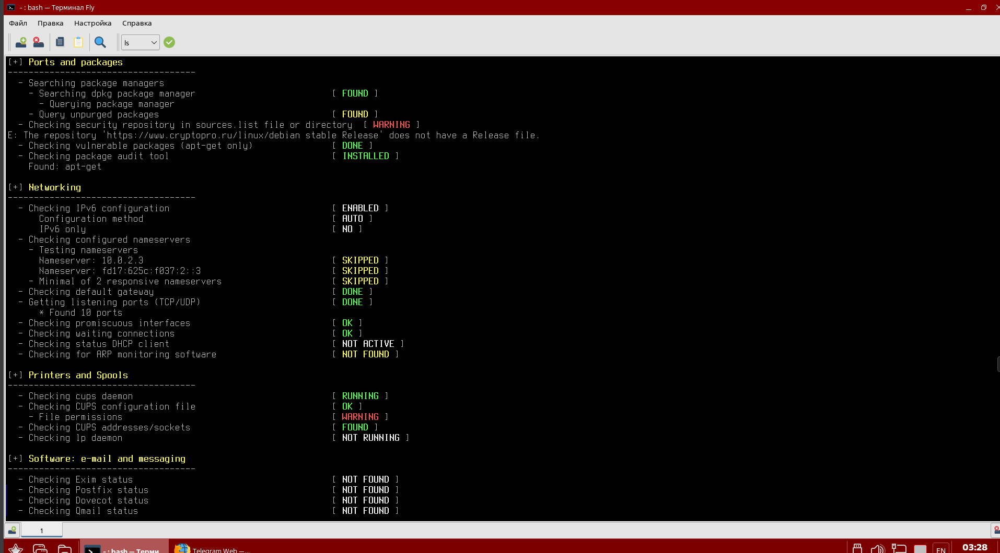 - : bash — Терминал Fly
Файл Правка Настройка Справка
ls
[+] Ports and packages
------------------------------------
  - Searching package managers
    - Searching dpkg package manager                          [ FOUND ]
      - Querying package manager
    - Query unpurged packages                                 [ FOUND ]
  - Checking security repository in sources.list file or directory  [ WARNING ]
E: The repository 'https://www.cryptopro.ru/linux/debian stable Release' does not have a Release file.
  - Checking vulnerable packages (apt-get only)               [ DONE ]
  - Checking package audit tool                               [ INSTALLED ]
    Found: apt-get
[+] Networking
------------------------------------
  - Checking IPv6 configuration                               [ ENABLED ]
      Configuration method                                    [ AUTO ]
      IPv6 only                                               [ NO ]
  - Checking configured nameservers
    - Testing nameservers
      Nameserver: 10.0.2.3                                    [ SKIPPED ]
      Nameserver: fd17:625c:f037:2::3                         [ SKIPPED ]
    - Minimal of 2 responsive nameservers                     [ SKIPPED ]
  - Checking default gateway                                  [ DONE ]
  - Getting listening ports (TCP/UDP)                         [ DONE ]
      * Found 10 ports
  - Checking promiscuous interfaces                           [ OK ]
  - Checking waiting connections                              [ OK ]
  - Checking status DHCP client                               [ NOT ACTIVE ]
  - Checking for ARP monitoring software                      [ NOT FOUND ]
[+] Printers and Spools
------------------------------------
  - Checking cups daemon                                      [ RUNNING ]
  - Checking CUPS configuration file                          [ OK ]
    - File permissions                                        [ WARNING ]
  - Checking CUPS addresses/sockets                           [ FOUND ]
  - Checking lp daemon                                        [ NOT RUNNING ]
[+] Software: e-mail and messaging
------------------------------------
  - Checking Exim status                                      [ NOT FOUND ]
  - Checking Postfix status                                   [ NOT FOUND ]
  - Checking Dovecot status                                   [ NOT FOUND ]
  - Checking Qmail status                                     [ NOT FOUND ]
1
- : bash — Терми Telegram Web —... EN 03:28